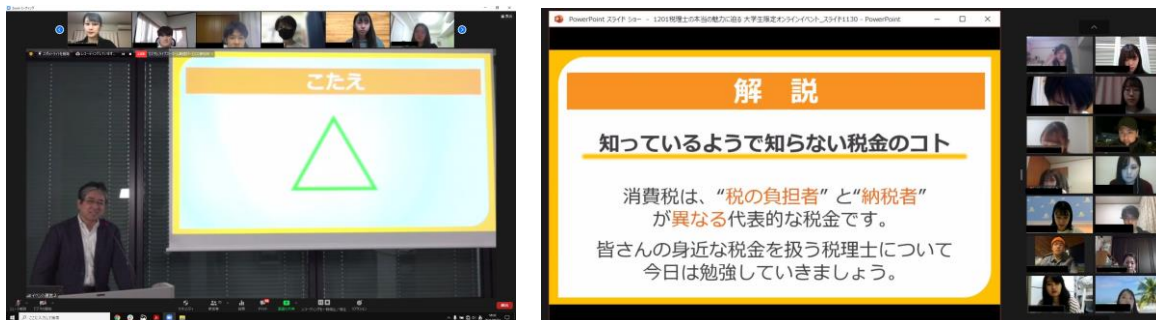 こたえ
PowerPoint スライド ショー - 1201税理士の本当の魅力に迫る 大学生限定オンラインイベント_スライド1130 - PowerPoint
解 説
知っているようで知らない税金のコト
消費税は、“税の負担者” と“納税者”
が異なる代表的な税金です。
皆さんの身近な税金を扱う税理士について
今日は勉強していきましょう。